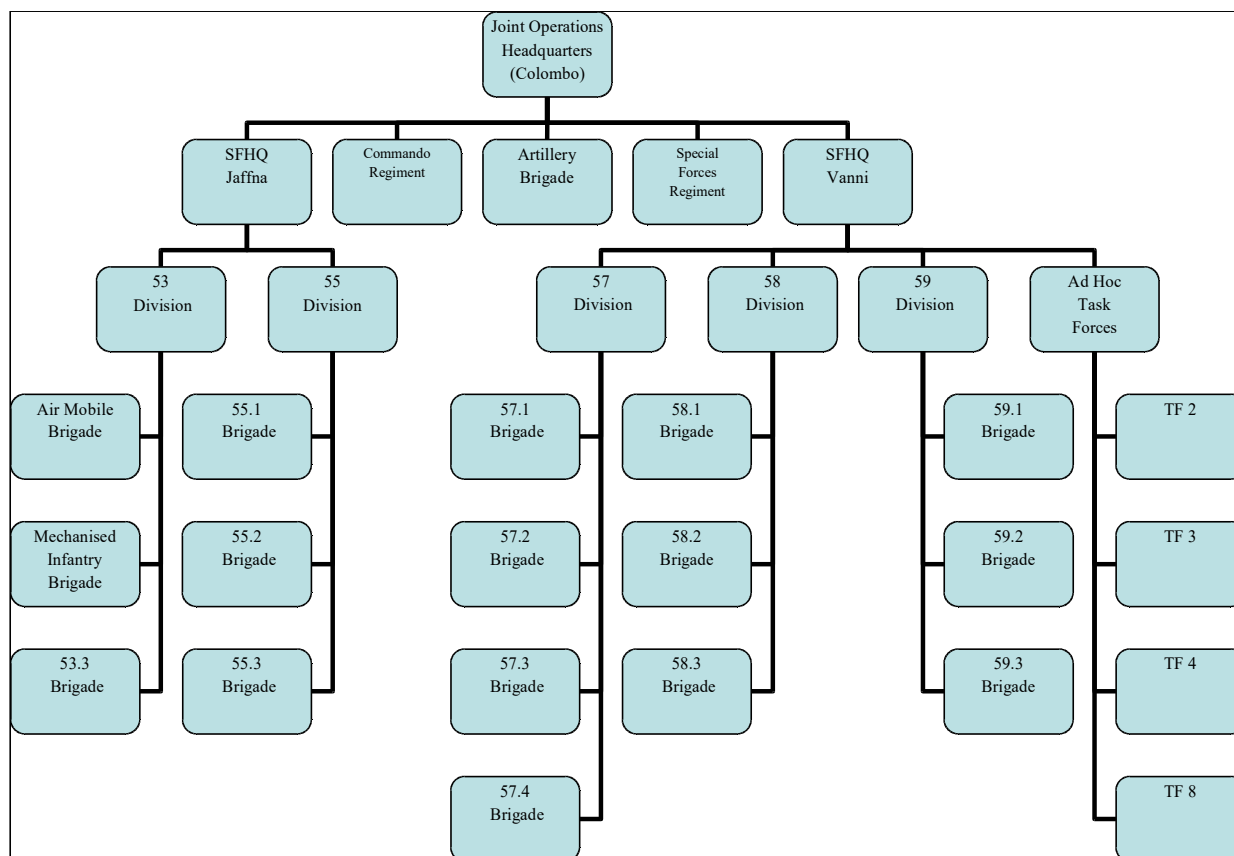 Joint Operations
Headquarters
(Colombo)
SFHQ
Jaffna
Commando
Regiment
Artillery
Brigade
Special
Forces
Regiment
SFHQ
Vanni
53
Division
55
Division
57
Division
58
Division
59
Division
Ad Hoc
Task
Forces
Air Mobile
Brigade
55.1
Brigade
57.1
Brigade
58.1
Brigade
59.1
Brigade
TF 2
Mechanised
Infantry
Brigade
55.2
Brigade
57.2
Brigade
58.2
Brigade
59.2
Brigade
TF 3
53.3
Brigade
55.3
Brigade
57.3
Brigade
58.3
Brigade
59.3
Brigade
TF 4
57.4
Brigade
TF 8